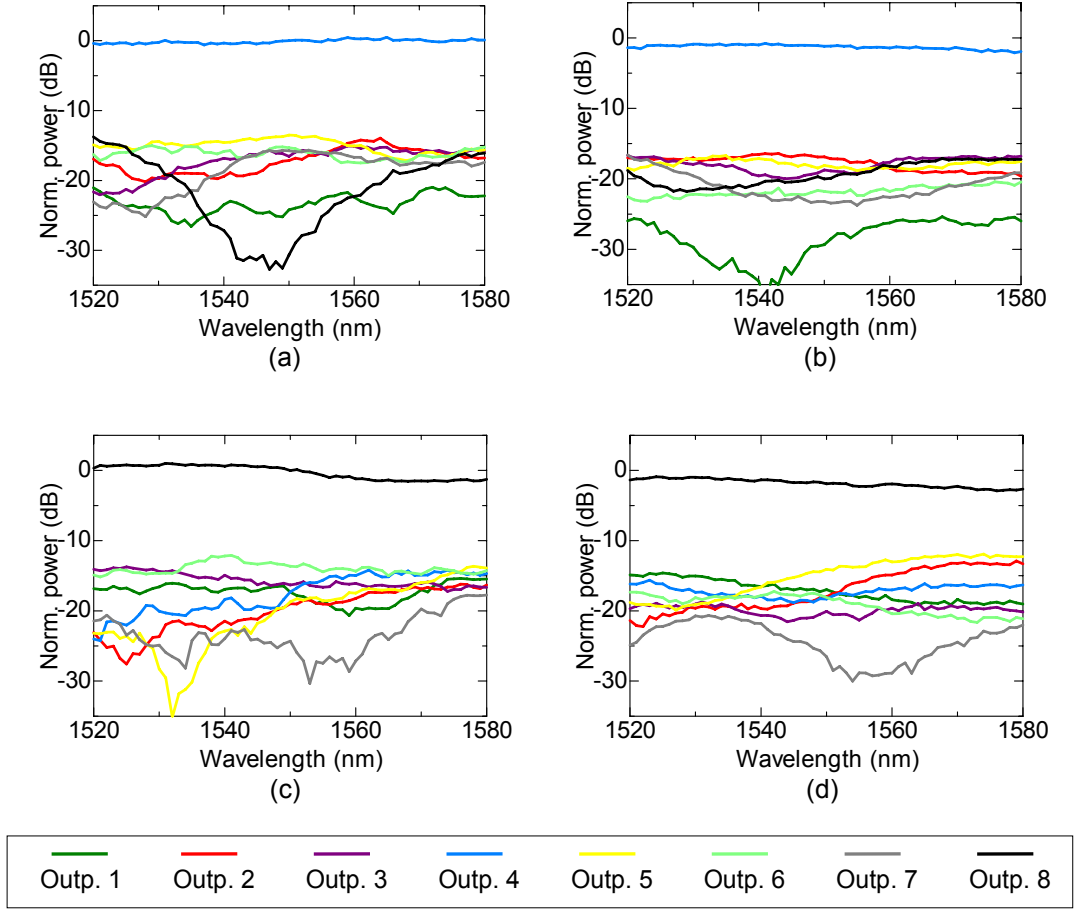 Norm. power (dB)
0
-10
-20
-30
1520
1540
1560
1580
Wavelength (nm)
(a)
Norm. power (dB)
0
-10
-20
-30
1520
1540
1560
1580
Wavelength (nm)
(b)
Norm. power (dB)
0
-10
-20
-30
1520
1540
1560
1580
Wavelength (nm)
(c)
Norm. power (dB)
0
-10
-20
-30
1520
1540
1560
1580
Wavelength (nm)
(d)
Outp. 1
Outp. 2
Outp. 3
Outp. 4
Outp. 5
Outp. 6
Outp. 7
Outp. 8